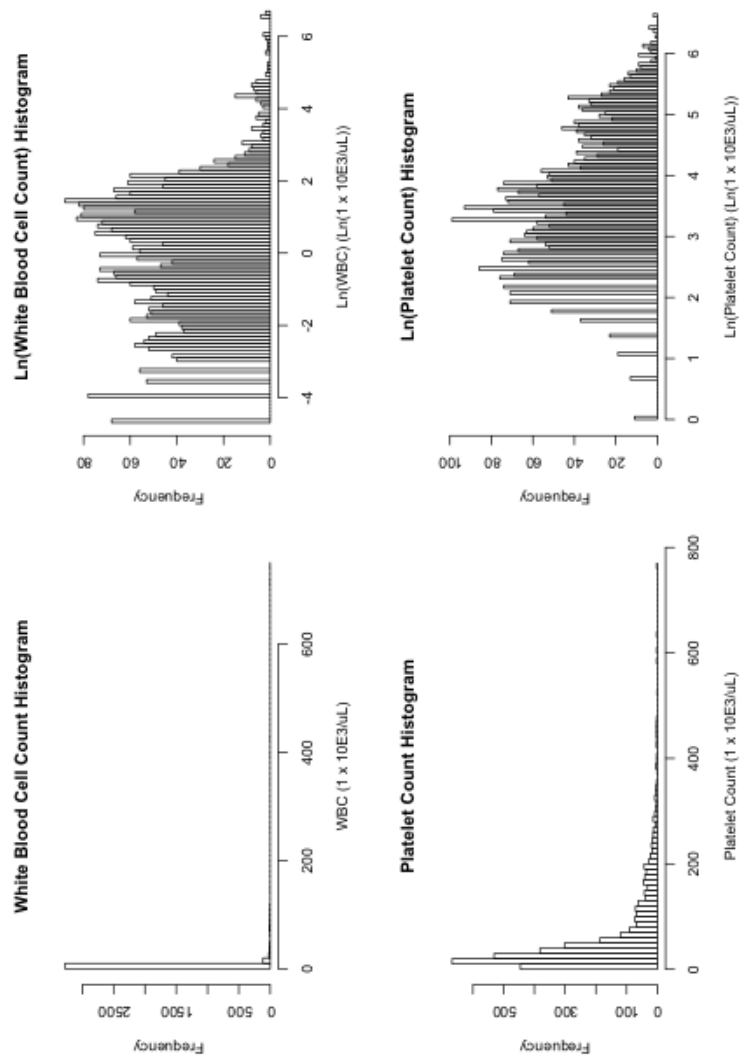 White Blood Cell Count Histogram
Frequency
2500
1500
500
0
0 200 400 600
WBC (1 x 10E3/uL)
Ln(White Blood Cell Count) Histogram
Frequency
80
60
40
20
0
-4 -2 0 2 4 6
Ln(WBC) (Ln(1 x 10E3/uL))
Platelet Count Histogram
Frequency
500
300
100
0
0 200 400 600 800
Platelet Count (1 x 10E3/uL)
Ln(Platelet Count) Histogram
Frequency
100
80
60
40
20
0
0 1 2 3 4 5 6
Ln(Platelet Count) (Ln(1 x 10E3/uL))